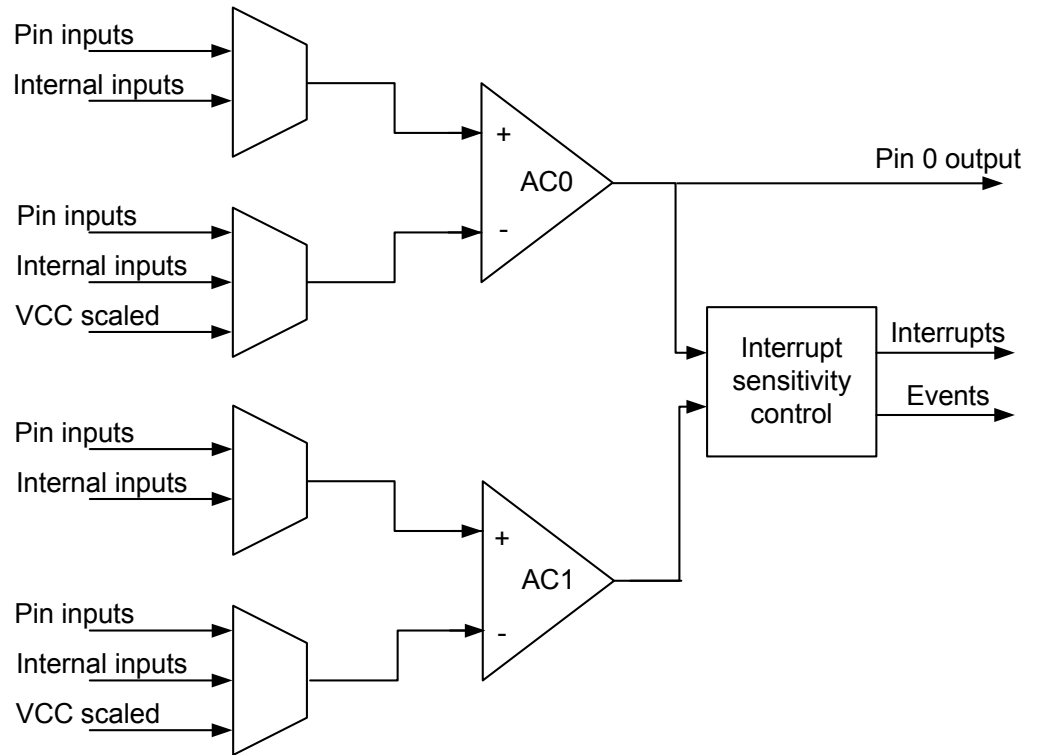 Pin inputs
Internal inputs
+
AC0
-
Pin 0 output
Pin inputs
Internal inputs
VCC scaled
Interrupt
sensitivity
control
Interrupts
Events
Pin inputs
Internal inputs
+
AC1
-
Pin inputs
Internal inputs
VCC scaled